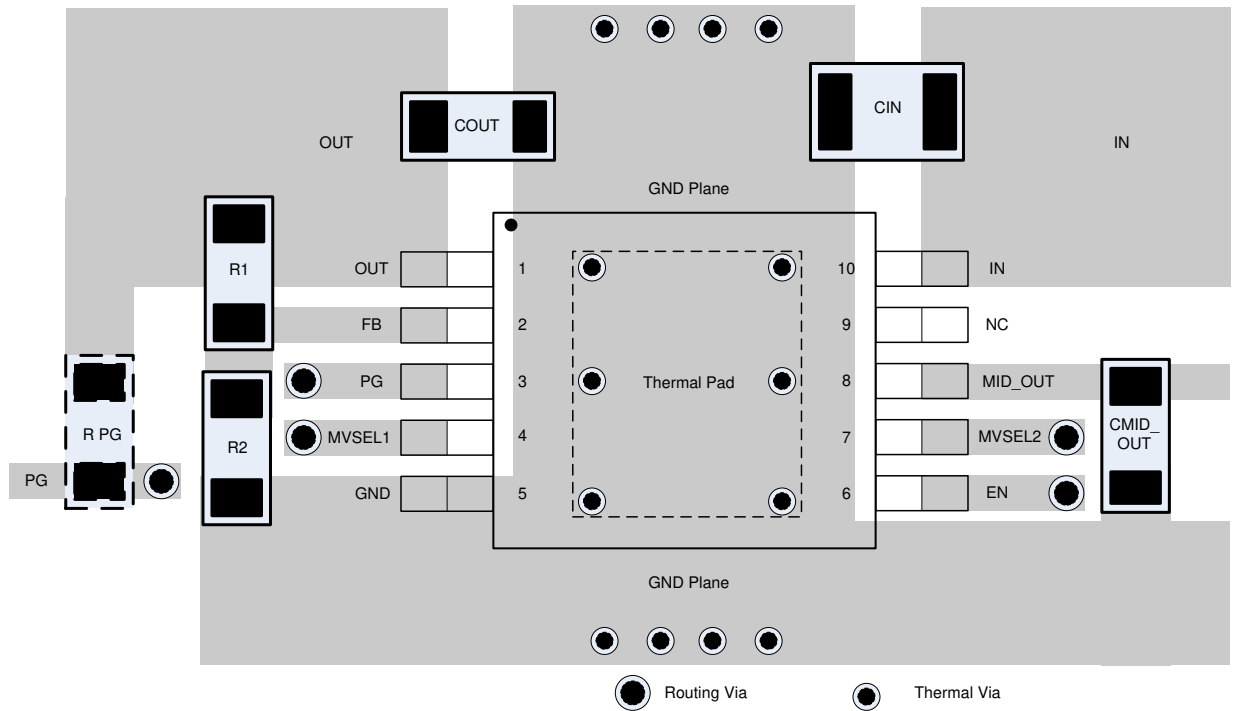 COUT
CIN
OUT
IN
GND Plane
R1
OUT
1
10
IN
FB
2
9
NC
PG
3
Thermal Pad
8
MID_OUT
R PG
R2
MVSEL1
4
7
MVSEL2
CMID_
OUT
PG
GND
5
6
EN
GND Plane
Routing Via
Thermal Via